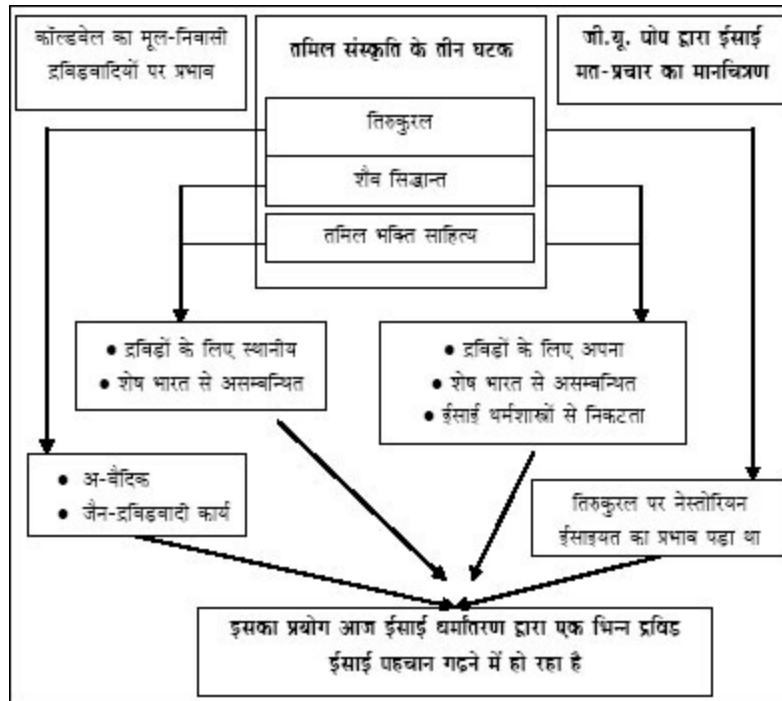 कॉल्डवेल का मूल-निवासी
द्रविडवादियों पर प्रभाव
तमिल संस्कृति के तीन घटक
जी.यू. पोप द्वारा ईसाई
मत-प्रचार का मानचित्रण
तिरुकुरल
शैव सिद्धान्त
तमिल भक्ति साहित्य
● द्रविड़ों के लिए स्थानीय
● शेष भारत से असम्बन्धित
● द्रविड़ों के लिए अपना
● शेष भारत से असम्बन्धित
● ईसाई धर्मशास्त्रों से निकटता
● अ-वैदिक
● जैन-द्रविडवादी कार्य
तिरुकुरल पर नेस्तोरियन
ईसाइयत का प्रभाव पड़ा था
इसका प्रयोग आज ईसाई धर्मांतरण द्वारा एक भिन्न द्रविड
ईसाई पहचान गढ़ने में हो रहा है